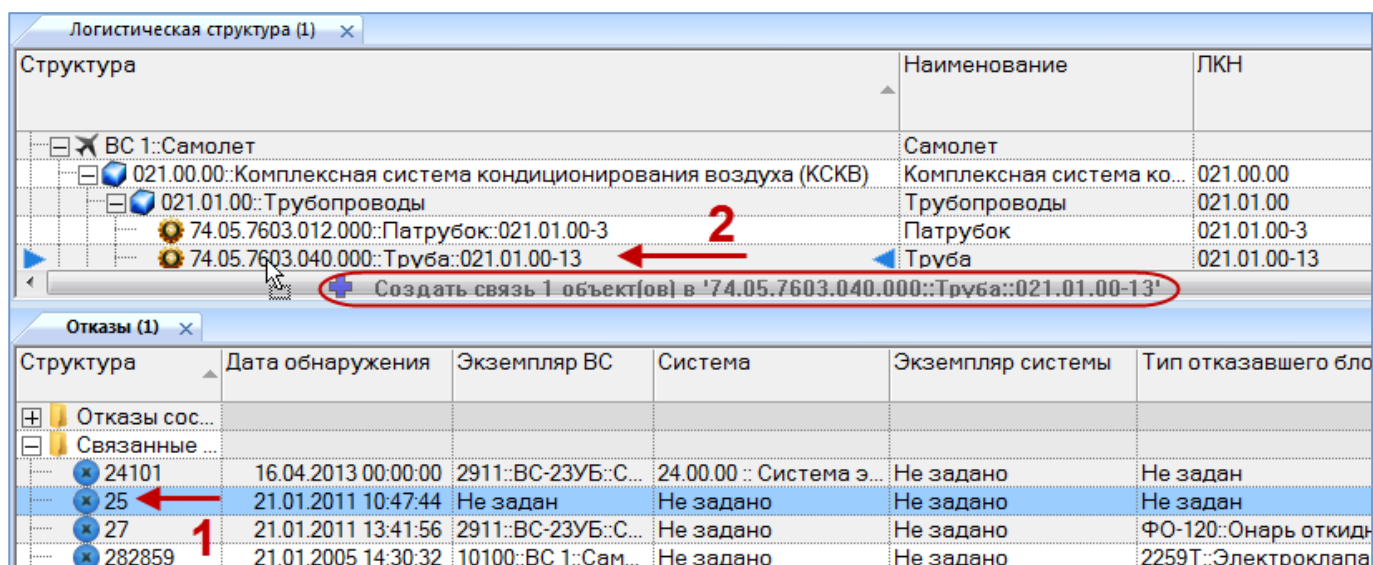 Логистическая структура (1)
Структура Наименование ЛКН
ВС 1::Самолет Самолет
021.00.00::Комплексная система кондиционирования воздуха (КСКВ) Комплексная система ко... 021.00.00
021.01.00::Трубопроводы Трубопроводы 021.01.00
74.05.7603.012.000::Патрубок::021.01.00-3 Патрубок 021.01.00-3
2
74.05.7603.040.000::Труба::021.01.00-13 Труба 021.01.00-13
Создать связь 1 объект(ов) в '74.05.7603.040.000::Труба::021.01.00-13'
Отказы (1)
Структура Дата обнаружения Экземпляр ВС Система Экземпляр системы Тип отказавшего бло
Отказы сос...
Связанные ...
24101 16.04.2013 00:00:00 2911::ВС-23УБ::С... 24.00.00 :: Система э... Не задано Не задан
25 21.01.2011 10:47:44 Не задан Не задано Не задано Не задан
1
27 21.01.2011 13:41:56 2911::ВС-23УБ::С... Не задано Не задано ФО-120::Онарь откидн
282859 21.01.2005 14:30:32 10100::ВС 1::Сам... Не задано Не задано 2259Т::Электроклапа